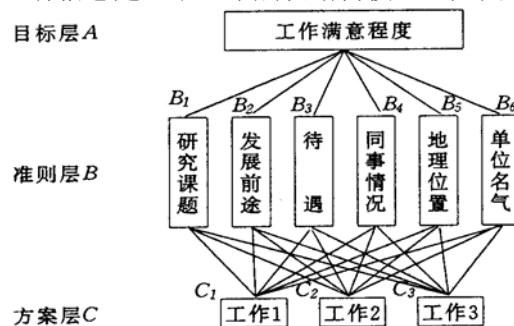 目标层A
工作满意程度
B1 B2 B3 B4 B5 B6
准则层B
研究课题
发展前途
待遇
同事情况
地理位置
单位名气
方案层C
C1 工作1
C2 工作2
C3 工作3